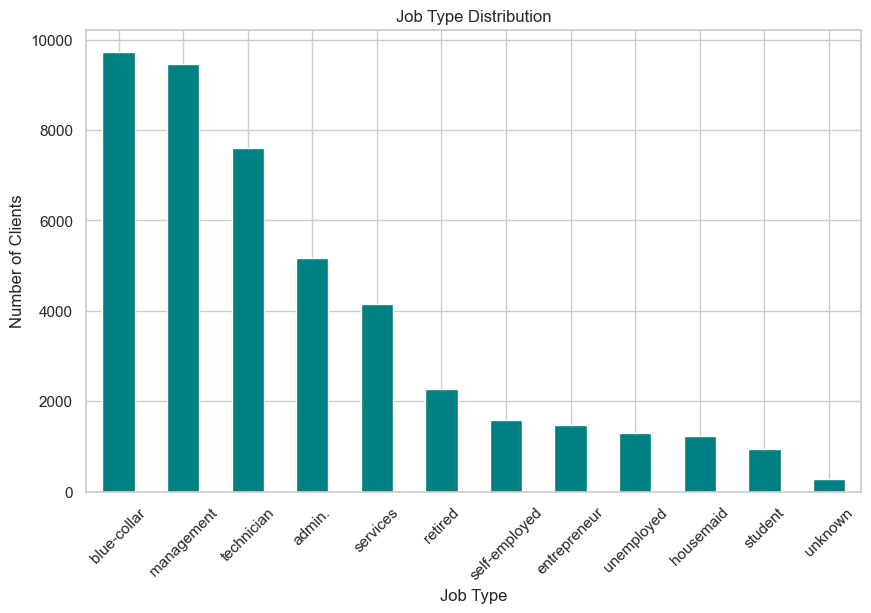 Job Type Distribution
Number of Clients
10000
8000
6000
4000
2000
0
blue-collar
management
technician
admin.
services
retired
self-employed
entrepreneur
unemployed
housemaid
student
unknown
Job Type